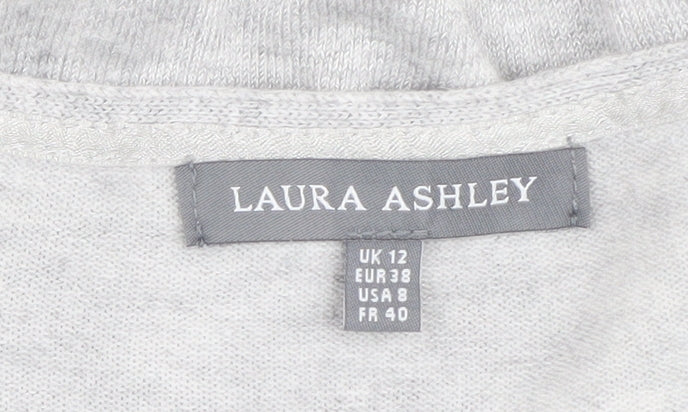 LAURA ASHLEY
UK 12
EUR 38
USA 8
FR 40